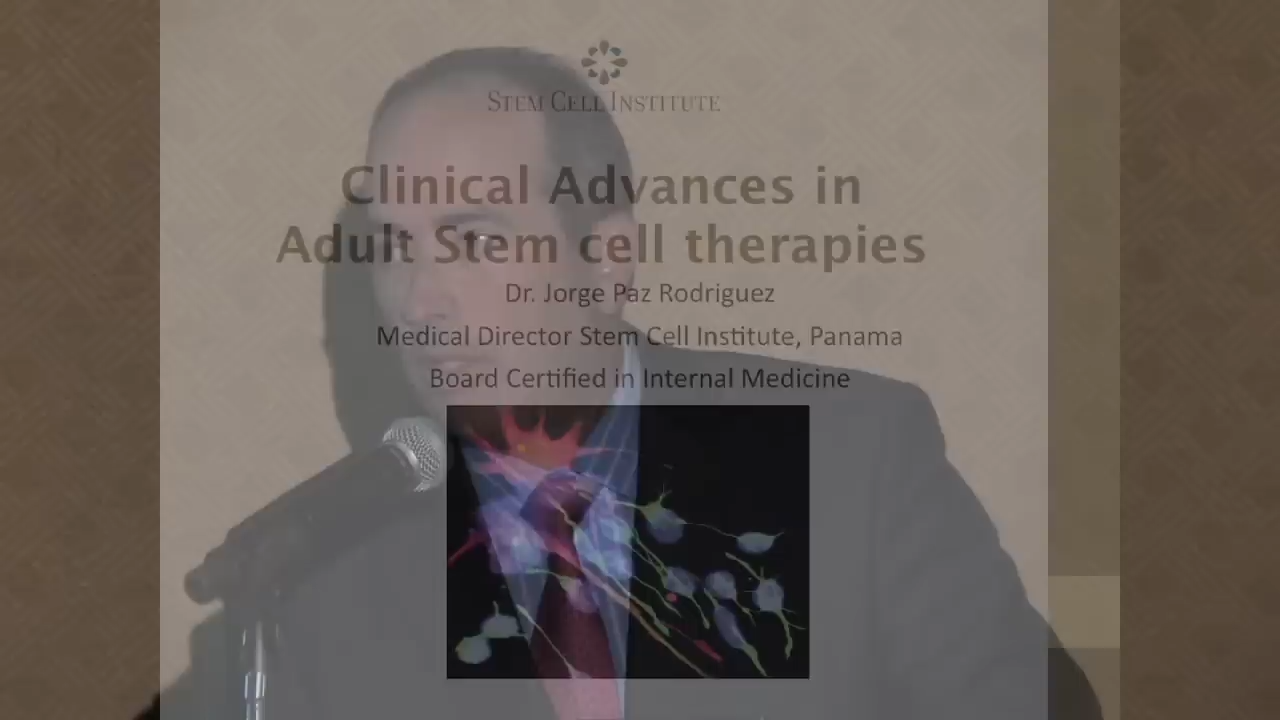 STEM CELL INSTITUTE
Clinical Advances in
Adult Stem cell therapies
Dr. Jorge Paz Rodriguez
Medical Director Stem Cell Institute, Panama
Board Certified in Internal Medicine